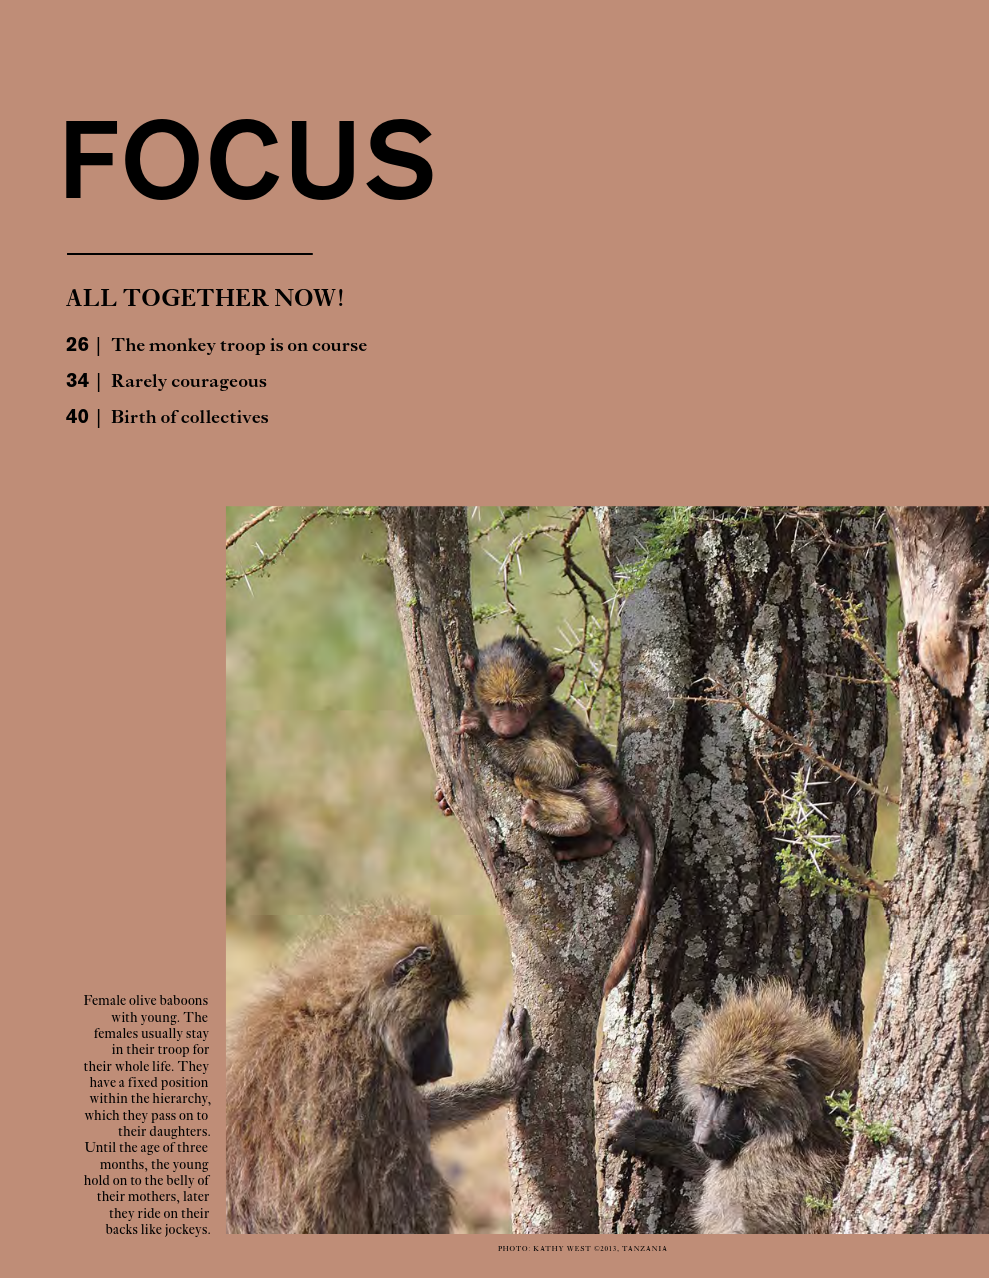 FOCUS
ALL TOGETHER NOW!
26 | The monkey troop is on course
34 | Rarely courageous
40 | Birth of collectives
Female olive baboons
with young. The
females usually stay
in their troop for
their whole life. They
have a fixed position
within the hierarchy,
which they pass on to
their daughters.
Until the age of three
months, the young
hold on to the belly of
their mothers, later
they ride on their
backs like jockeys.
PHOTO: KATHY WEST ©2013, TANZANIA